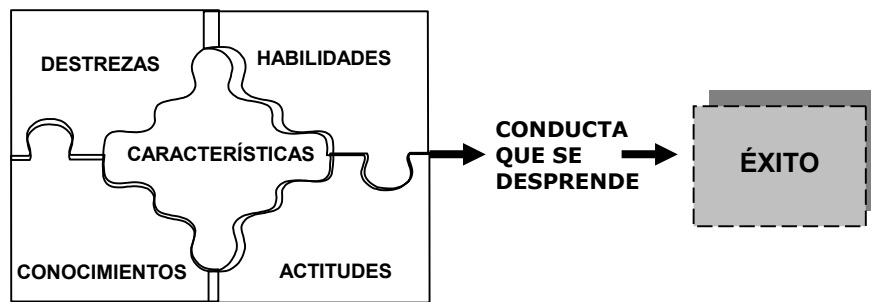 DESTREZAS
HABILIDADES
CARACTERÍSTICAS
CONOCIMIENTOS
ACTITUDES
CONDUCTA
QUE SE
DESPRENDE
ÉXITO